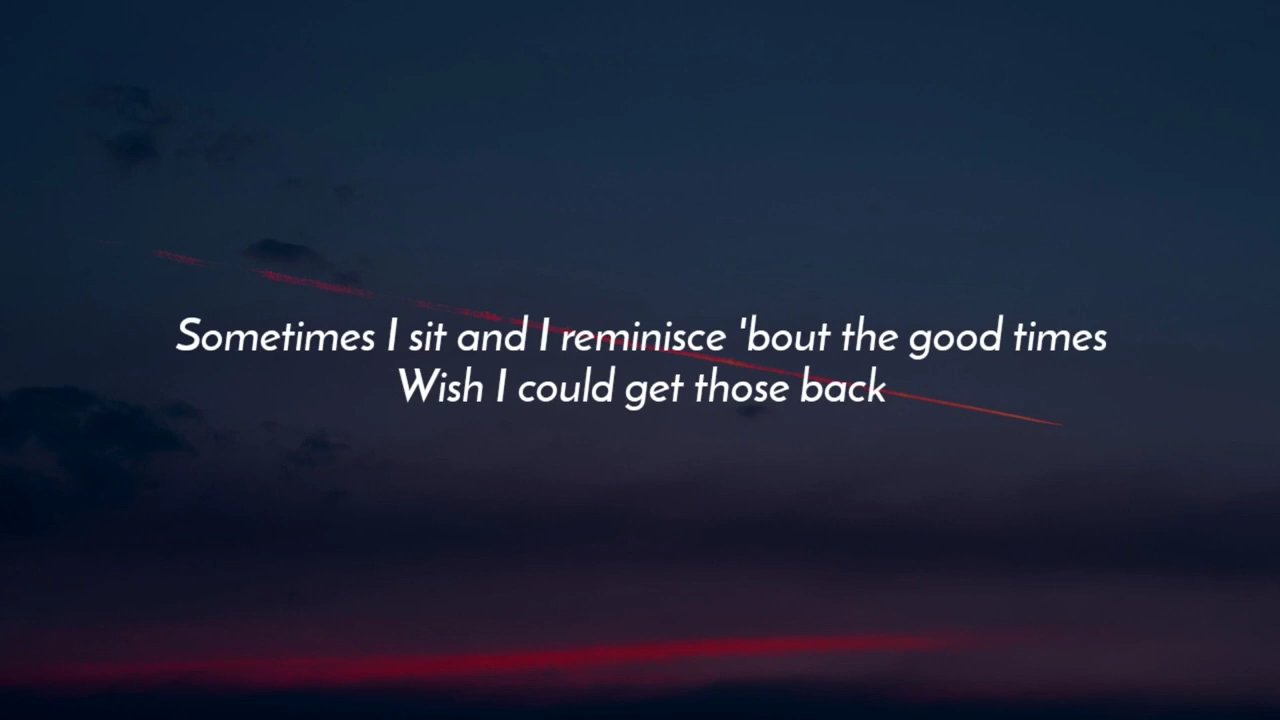 Sometimes I sit and I reminisce 'bout the good times
Wish I could get those back